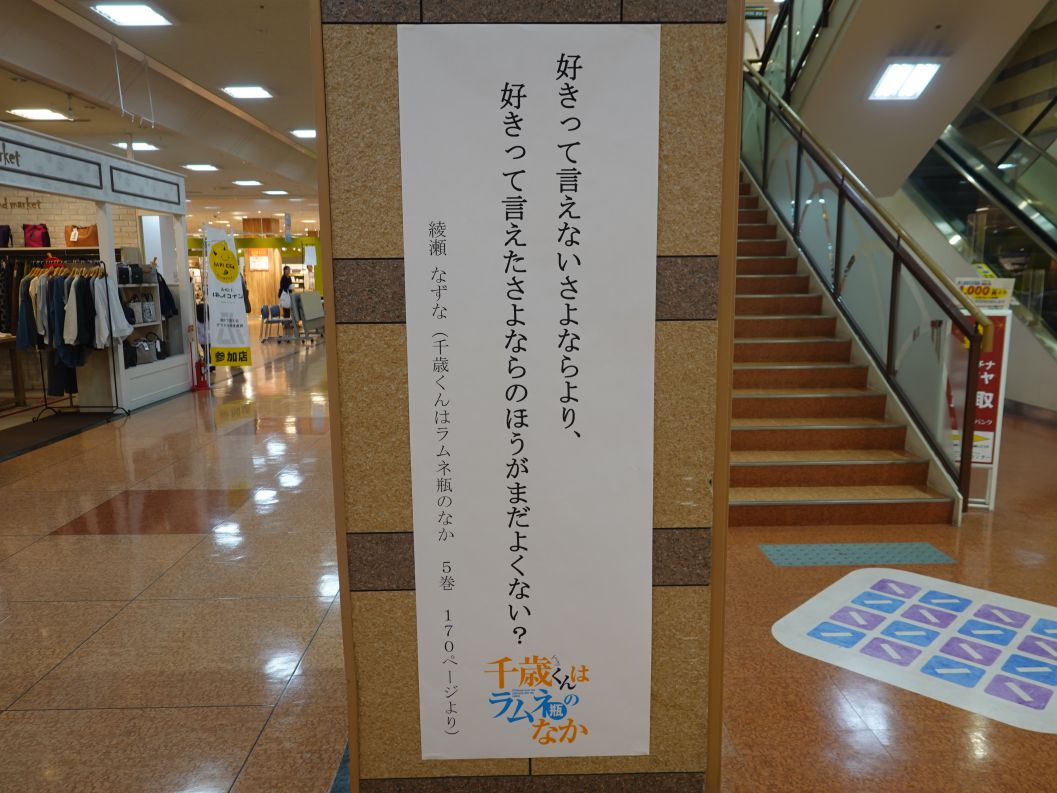 好きって言えないさよならより、
好きって言えたさよならのほうがまだよくない？
綾瀬 なずな（千歳くんはラムネ瓶のなか　５巻　１７０ページより）
千歳くんは
ラムネ瓶の
なか
market
参加店
,000
取